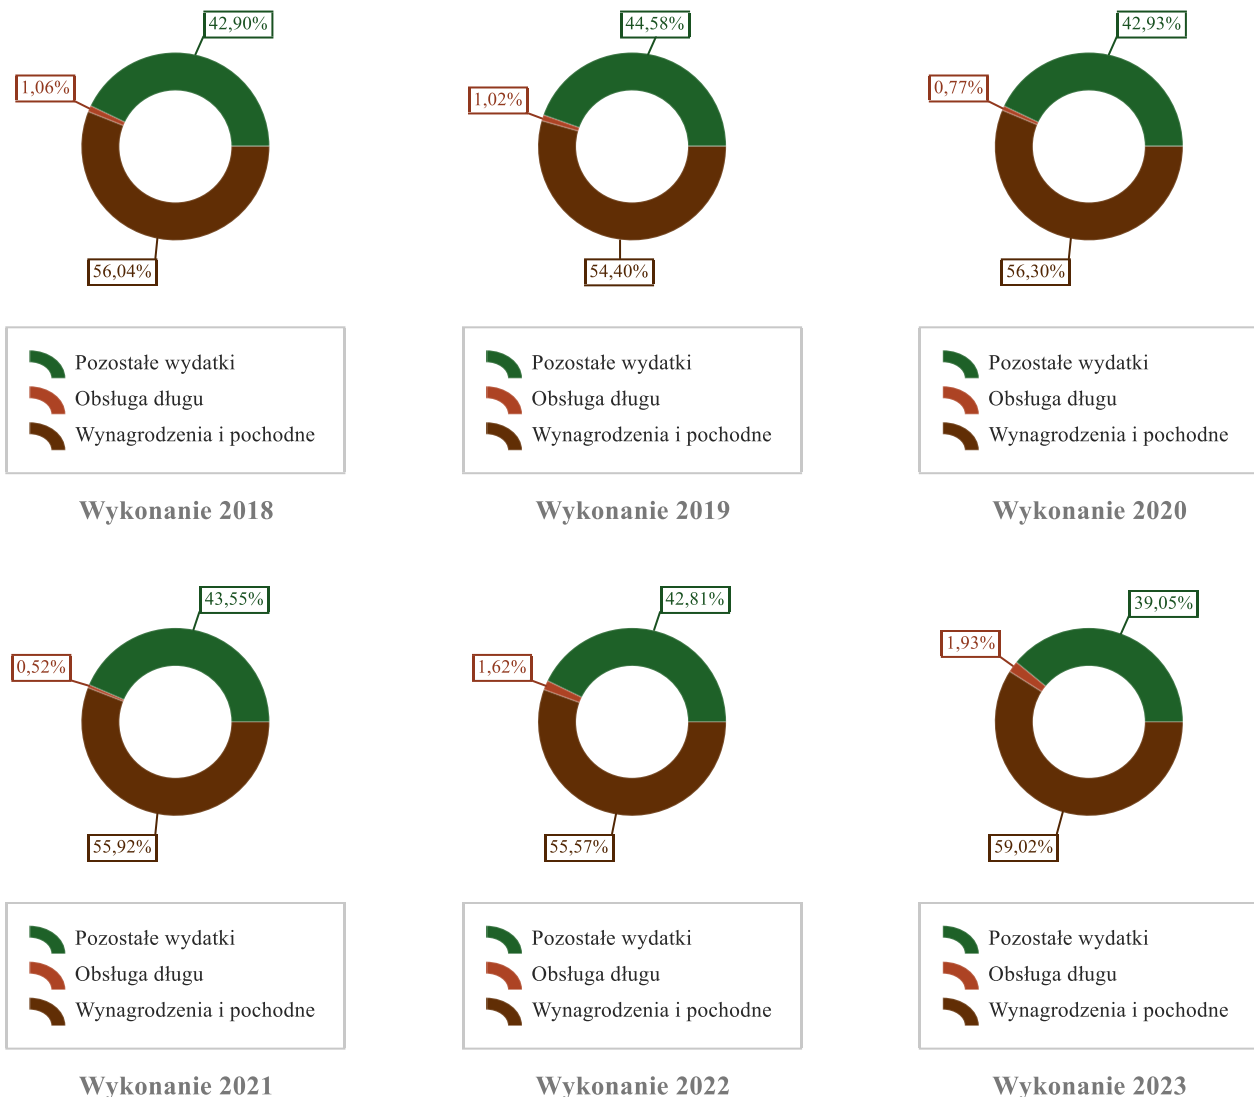 42,90%
1,06%
56,04%
Pozostałe wydatki
Obsługa długu
Wynagrodzenia i pochodne
Wykonanie 2018
44,58%
1,02%
54,40%
Pozostałe wydatki
Obsługa długu
Wynagrodzenia i pochodne
Wykonanie 2019
42,93%
0,77%
56,30%
Pozostałe wydatki
Obsługa długu
Wynagrodzenia i pochodne
Wykonanie 2020
43,55%
0,52%
55,92%
Pozostałe wydatki
Obsługa długu
Wynagrodzenia i pochodne
Wykonanie 2021
42,81%
1,62%
55,57%
Pozostałe wydatki
Obsługa długu
Wynagrodzenia i pochodne
Wykonanie 2022
39,05%
1,93%
59,02%
Pozostałe wydatki
Obsługa długu
Wynagrodzenia i pochodne
Wykonanie 2023